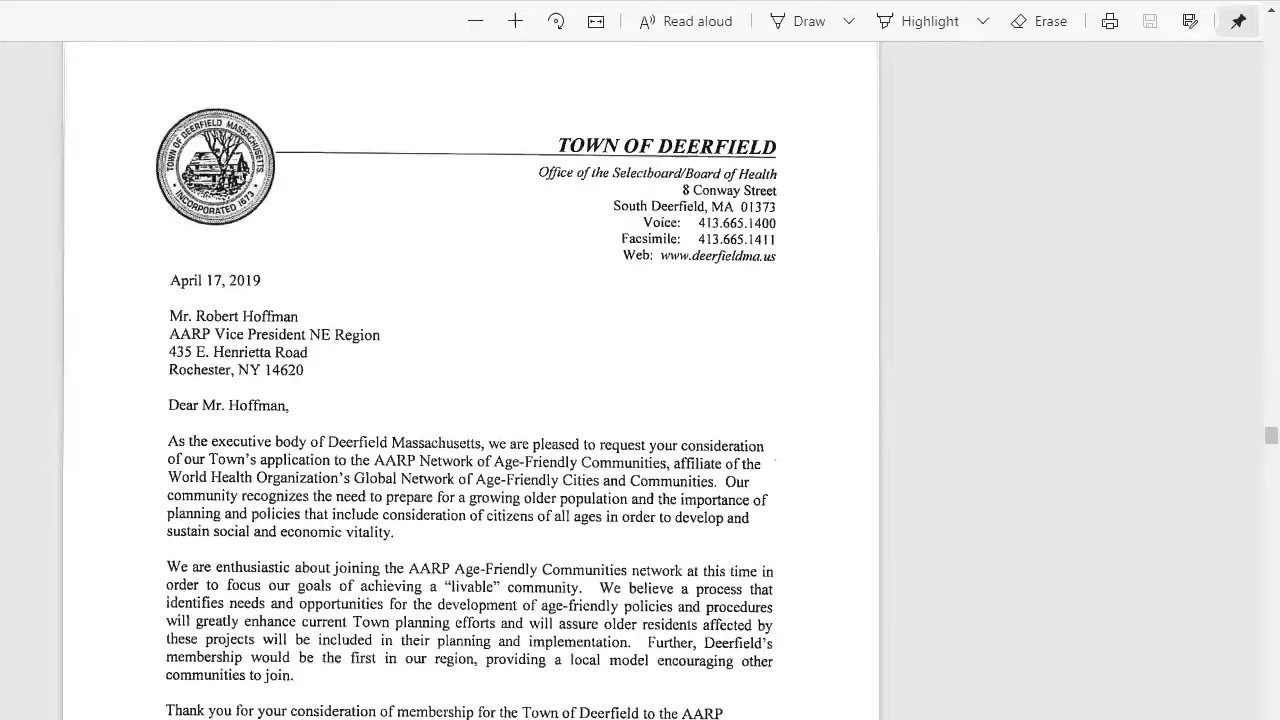 Read aloud
Draw
Highlight
Erase
TOWN OF DEERFIELD MASSACHUSETTS
INCORPORATED 1673
TOWN OF DEERFIELD
Office of the Selectboard/Board of Health
8 Conway Street
South Deerfield, MA 01373
Voice: 413.665.1400
Facsimile: 413.665.1411
Web: www.deerfieldma.us
April 17, 2019
Mr. Robert Hoffman
AARP Vice President NE Region
435 E. Henrietta Road
Rochester, NY 14620
Dear Mr. Hoffman,
As the executive body of Deerfield Massachusetts, we are pleased to request your consideration
of our Town's application to the AARP Network of Age-Friendly Communities, affiliate of the
World Health Organization's Global Network of Age-Friendly Cities and Communities. Our
community recognizes the need to prepare for a growing older population and the importance of
planning and policies that include consideration of citizens of all ages in order to develop and
sustain social and economic vitality.
We are enthusiastic about joining the AARP Age-Friendly Communities network at this time in
order to focus our goals of achieving a “livable” community. We believe a process that
identifies needs and opportunities for the development of age-friendly policies and procedures
will greatly enhance current Town planning efforts and will assure older residents affected by
these projects will be included in their planning and implementation. Further, Deerfield's
membership would be the first in our region, providing a local model encouraging other
communities to join.
Thank you for your consideration of membership for the Town of Deerfield to the AARP